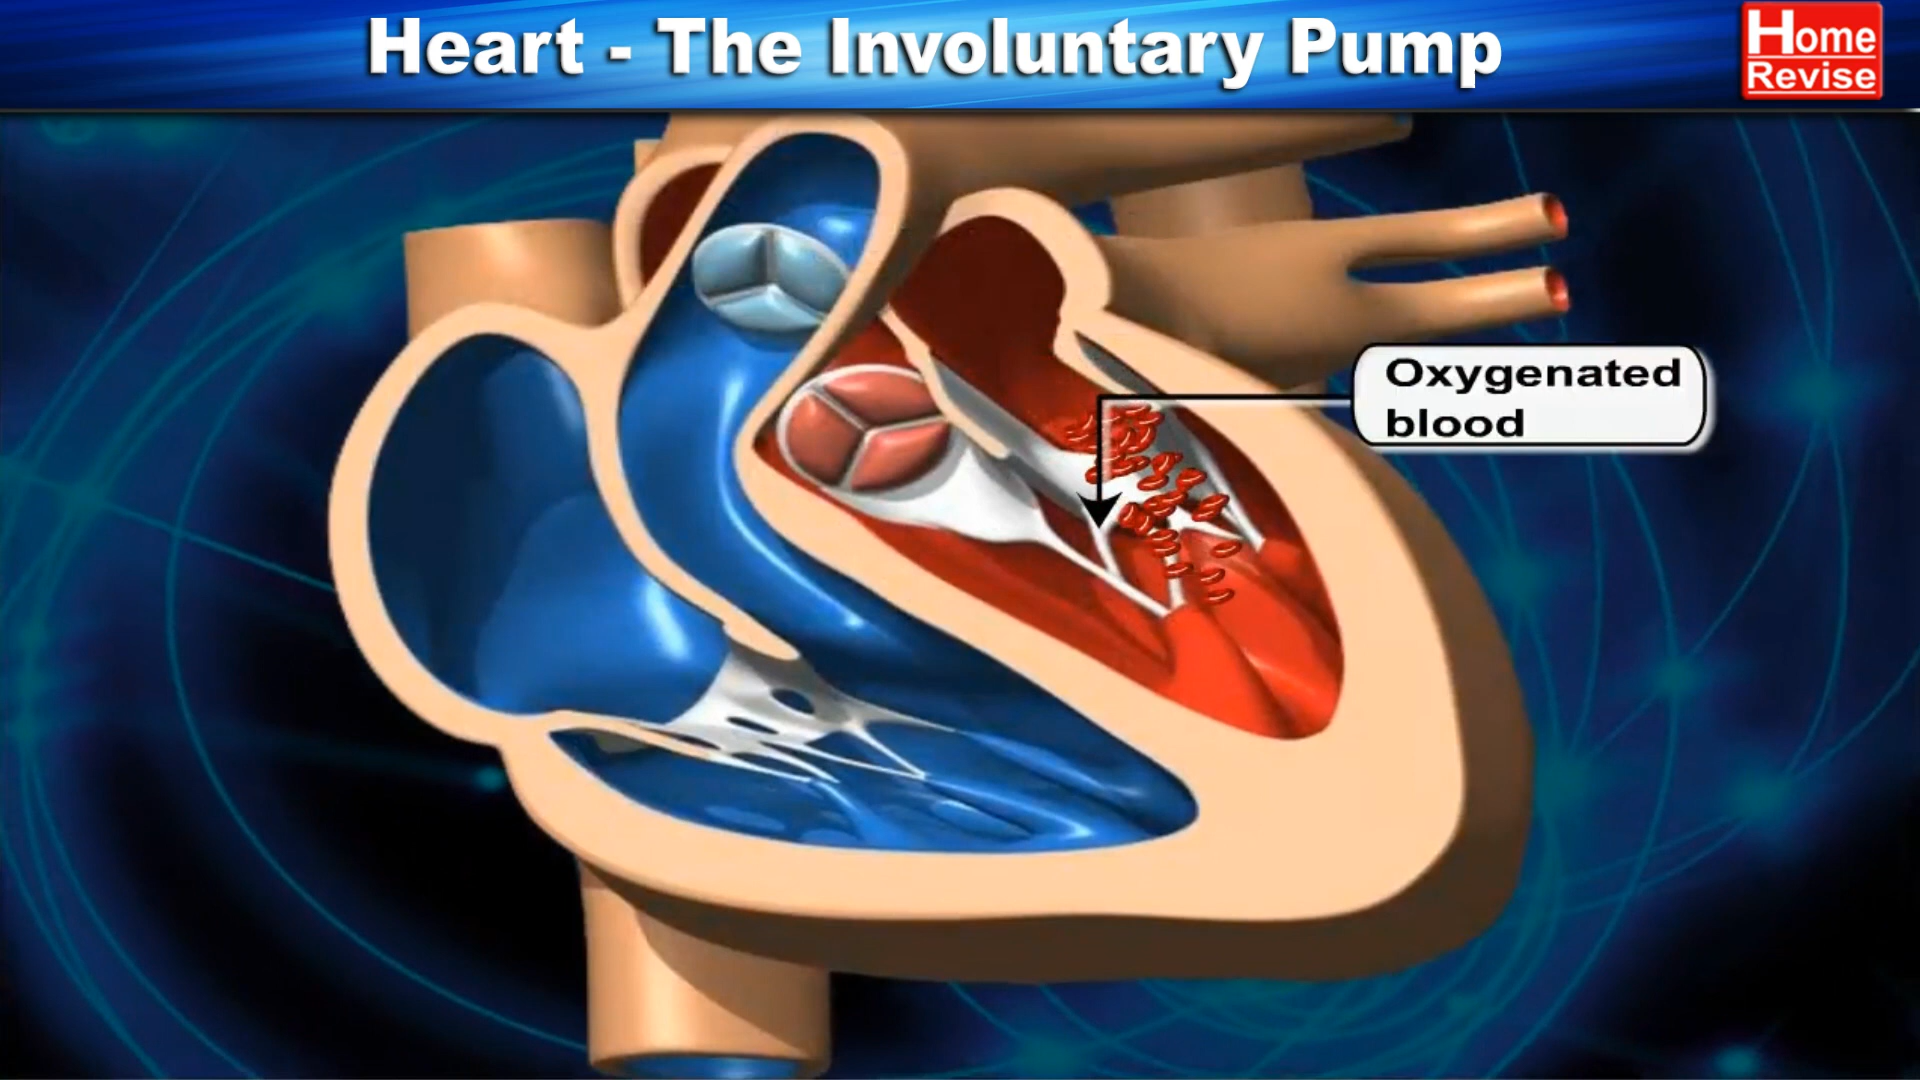 Heart - The Involuntary Pump
Home
Revise
Oxygenated
blood